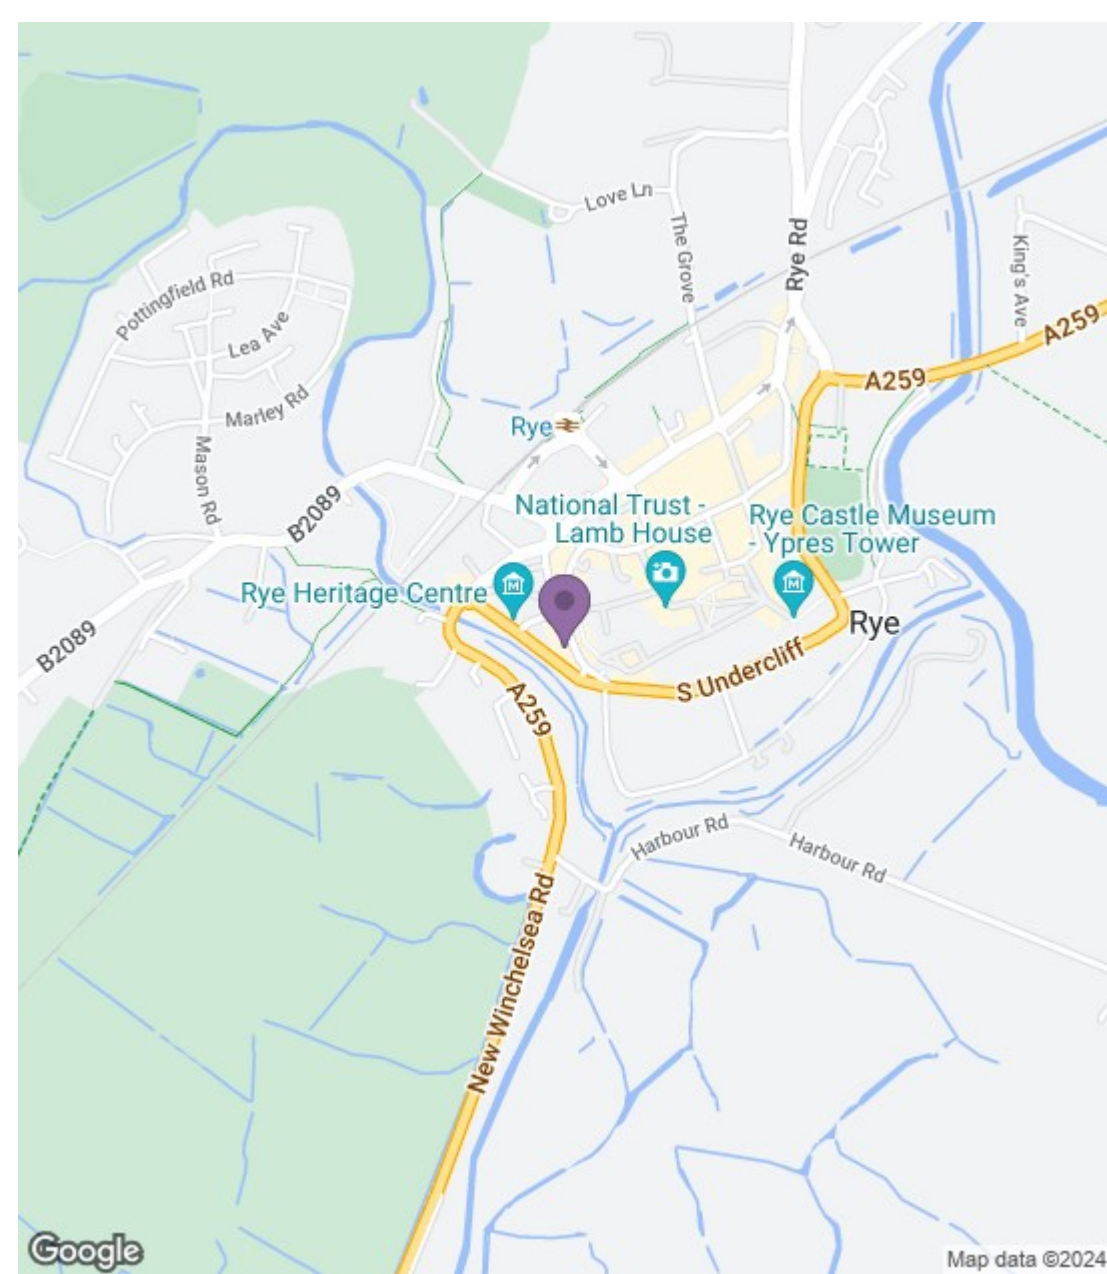 Love Ln
The Grove
Rye Rd
King's Ave
A259
A259
Pottingfield Rd
Lea Ave
Marley Rd
Mason Rd
Rye
B2089
National Trust -
Lamb House
Rye Castle Museum
- Ypres Tower
Rye Heritage Centre
Rye
B2089
S Undercliff
A259
Harbour Rd
Harbour Rd
New Winchelsea Rd
Google
Map data ©2024